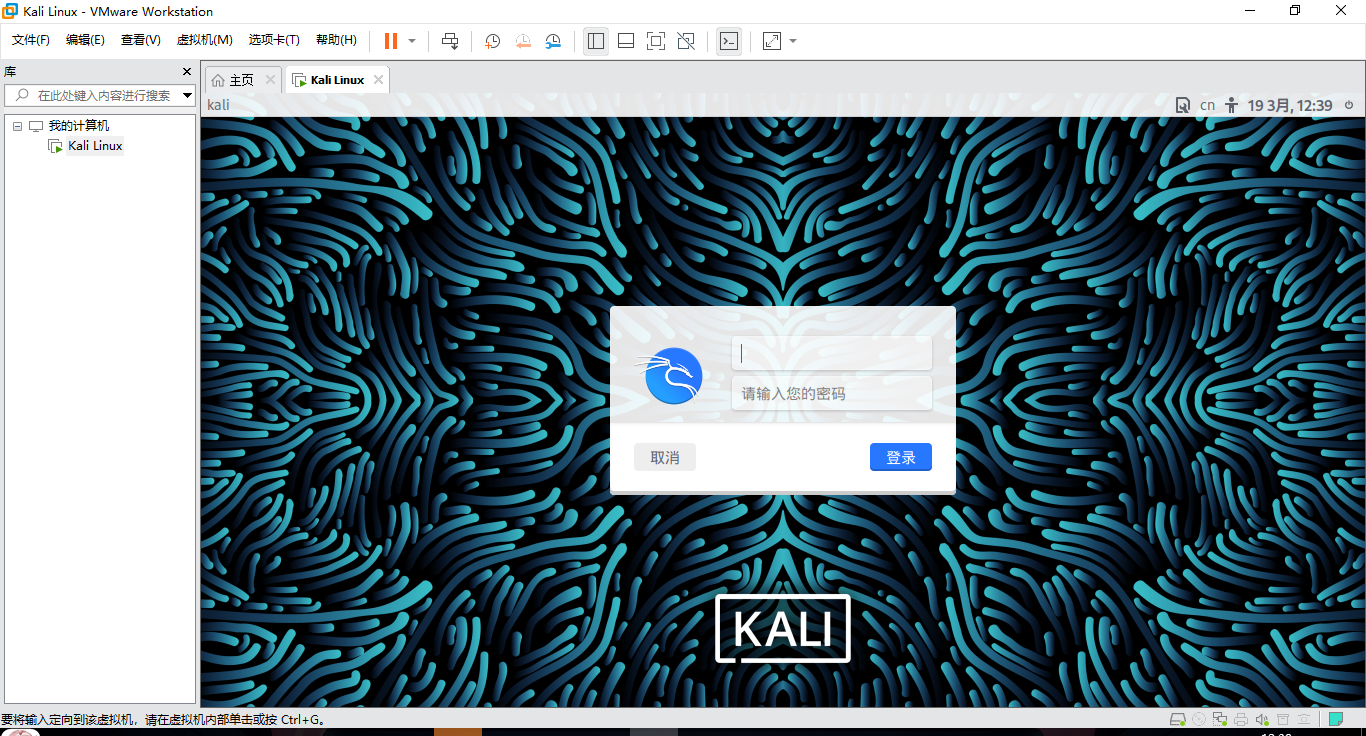 Kali Linux - VMware Workstation
文件(F) 编辑(E) 查看(V) 虚拟机(M) 选项卡(T) 帮助(H)
库
在此处键入内容进行搜索
我的计算机
Kali Linux
主页
Kali Linux
kali
cn
19 3月, 12:39
请输入您的密码
取消
登录
KALI
要将输入定向到该虚拟机，请在虚拟机内部单击或按 Ctrl+G。